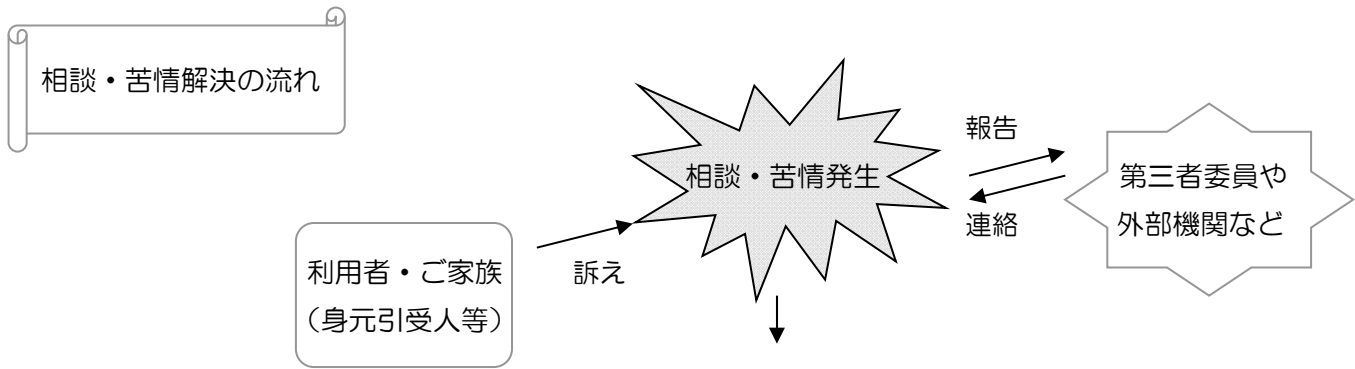 相談・苦情解決の流れ
相談・苦情発生
報告
連絡
第三者委員や
外部機関など
利用者・ご家族
（身元引受人等）
訴え